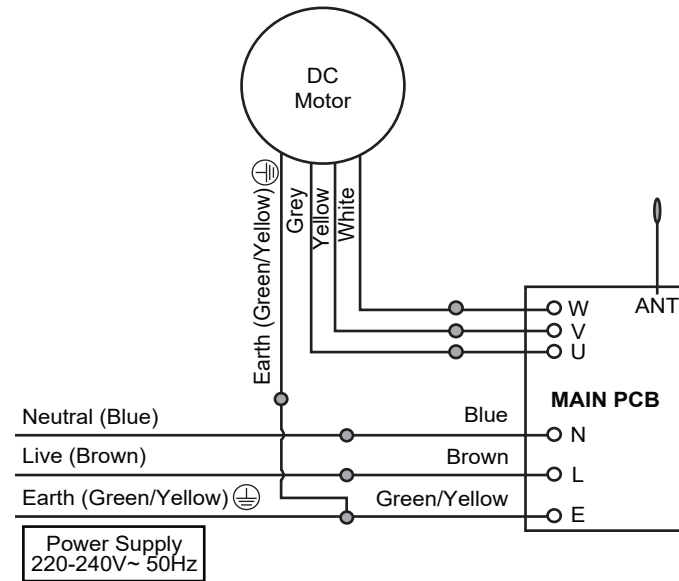 DC
Motor
Earth (Green/Yellow)
Grey
Yellow
White
W
ANT
V
U
MAIN PCB
Neutral (Blue)
Blue
N
Live (Brown)
Brown
L
Earth (Green/Yellow)
Green/Yellow
E
Power Supply
220-240V~ 50Hz